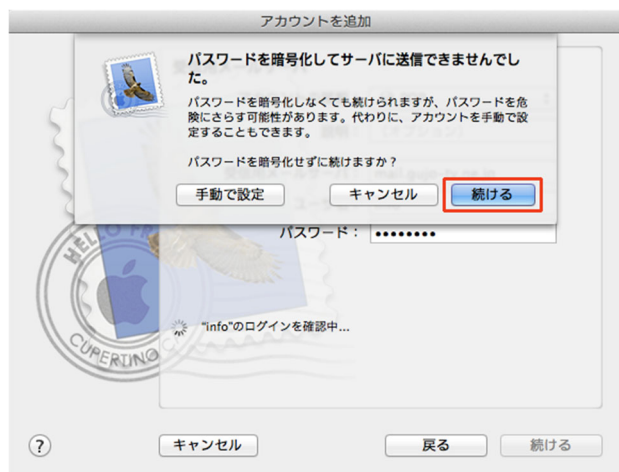 アカウントを追加
パスワードを暗号化してサーバに送信できませんでし
た。
パスワードを暗号化しなくても続けられますが、パスワードを危
険にさらす可能性があります。代わりに、アカウントを手動で設
定することもできます。
パスワードを暗号化せずに続けますか？
手動で設定 キャンセル 続ける
パスワード： ••••••••
HELLO FR
"info"のログインを確認中...
CUPERTINO C
? キャンセル 戻る 続ける